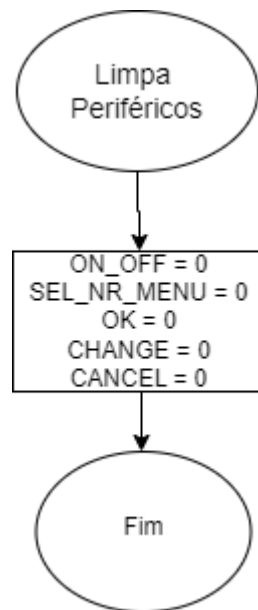 Limpa
Periféricos
ON_OFF = 0
SEL_NR_MENU = 0
OK = 0
CHANGE = 0
CANCEL = 0
Fim